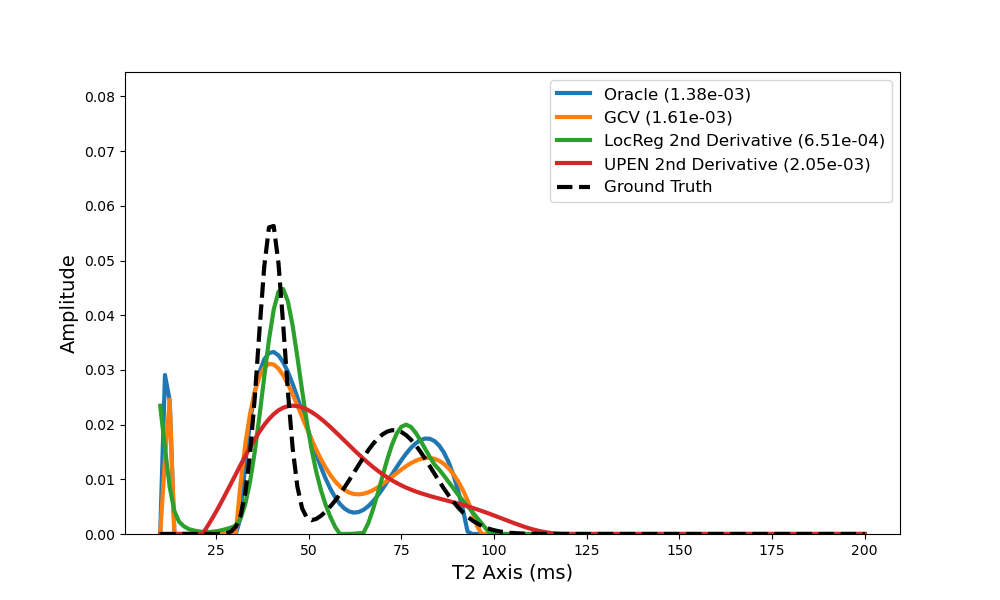 Oracle (1.38e-03)
GCV (1.61e-03)
LocReg 2nd Derivative (6.51e-04)
UPEN 2nd Derivative (2.05e-03)
Ground Truth
0.08
0.07
0.06
0.05
0.04
0.03
0.02
0.01
0.00
Amplitude
25 50 75 100 125 150 175 200
T2 Axis (ms)